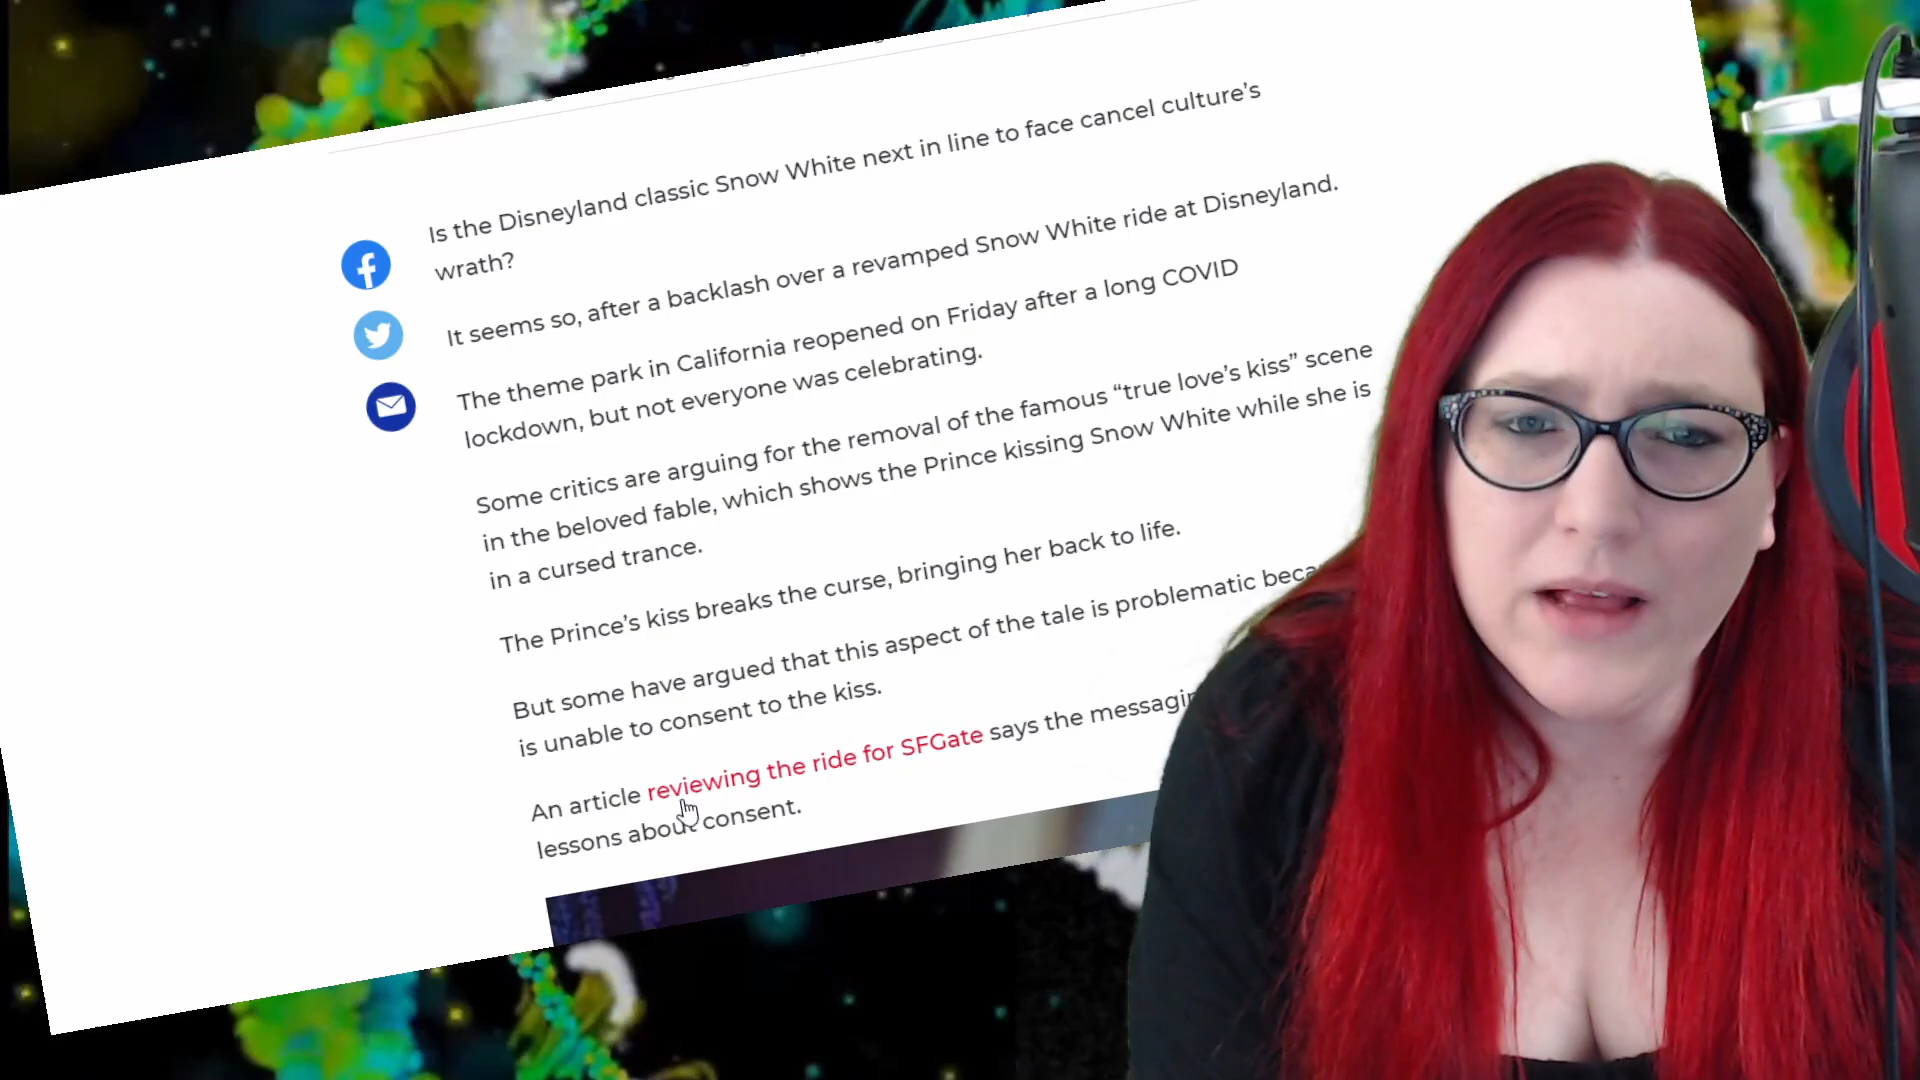 Is the Disneyland classic Snow White next in line to face cancel culture's
wrath?
It seems so, after a backlash over a revamped Snow White ride at Disneyland.
The theme park in California reopened on Friday after a long COVID
lockdown, but not everyone was celebrating.
Some critics are arguing for the removal of the famous “true love's kiss” scene
in the beloved fable, which shows the Prince kissing Snow White while she is
in a cursed trance.
The Prince's kiss breaks the curse, bringing her back to life.
But some have argued that this aspect of the tale is problematic
is unable to consent to the kiss.
An article reviewing the ride for SFGate says the
lessons about consent.